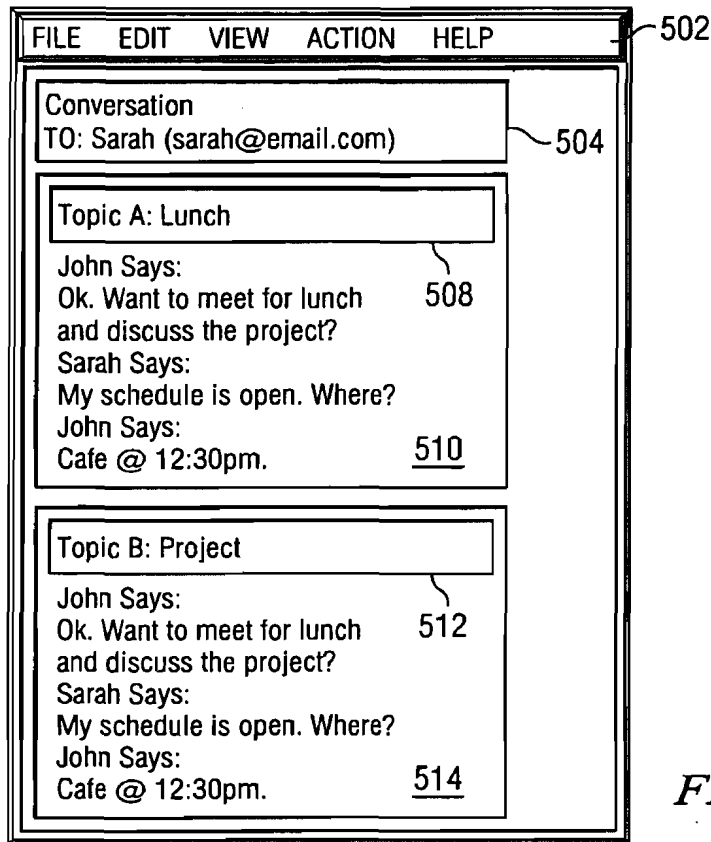 FILE EDIT VIEW ACTION HELP 502
Conversation
TO: Sarah (sarah@email.com) 504
Topic A: Lunch
John Says:
508
Ok. Want to meet for lunch
and discuss the project?
Sarah Says:
My schedule is open. Where?
John Says:
Cafe @ 12:30pm. 510
Topic B: Project
John Says:
512
Ok. Want to meet for lunch
and discuss the project?
Sarah Says:
My schedule is open. Where?
John Says:
Cafe @ 12:30pm. 514